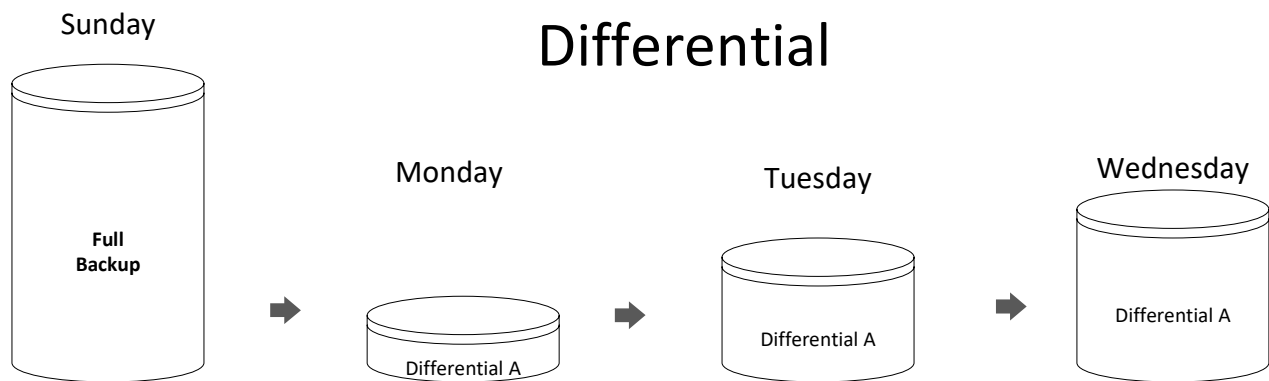 Sunday
Differential
Monday
Tuesday
Wednesday
Full
Backup
Differential A
Differential A
Differential A